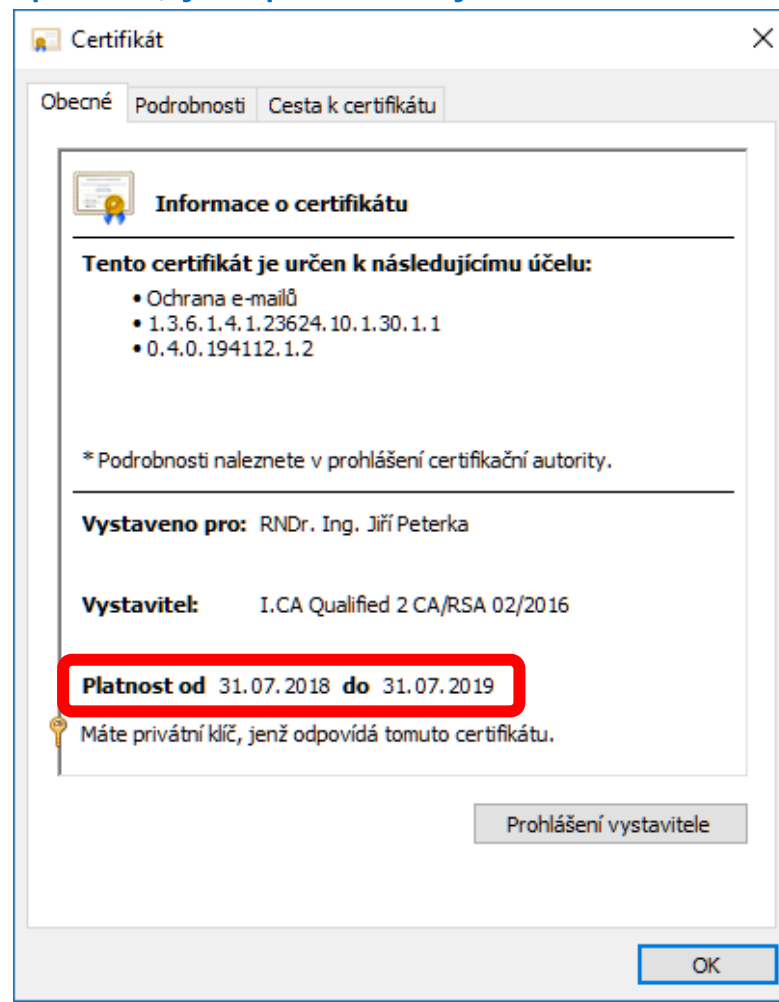 Certifikát
Obecné Podrobnosti Cesta k certifikátu
Informace o certifikátu
Tento certifikát je určen k následujícímu účelu:
• Ochrana e-mailů
• 1.3.6.1.4.1.23624.10.1.30.1.1
• 0.4.0.194112.1.2
* Podrobnosti naleznete v prohlášení certifikační autority.
Vystaveno pro: RNDr. Ing. Jiří Peterka
Vystavitel: I.CA Qualified 2 CA/RSA 02/2016
Platnost od 31.07.2018 do 31.07.2019
Máte privátní klíč, jenž odpovídá tomuto certifikátu.
Prohlášení vystavitele
OK